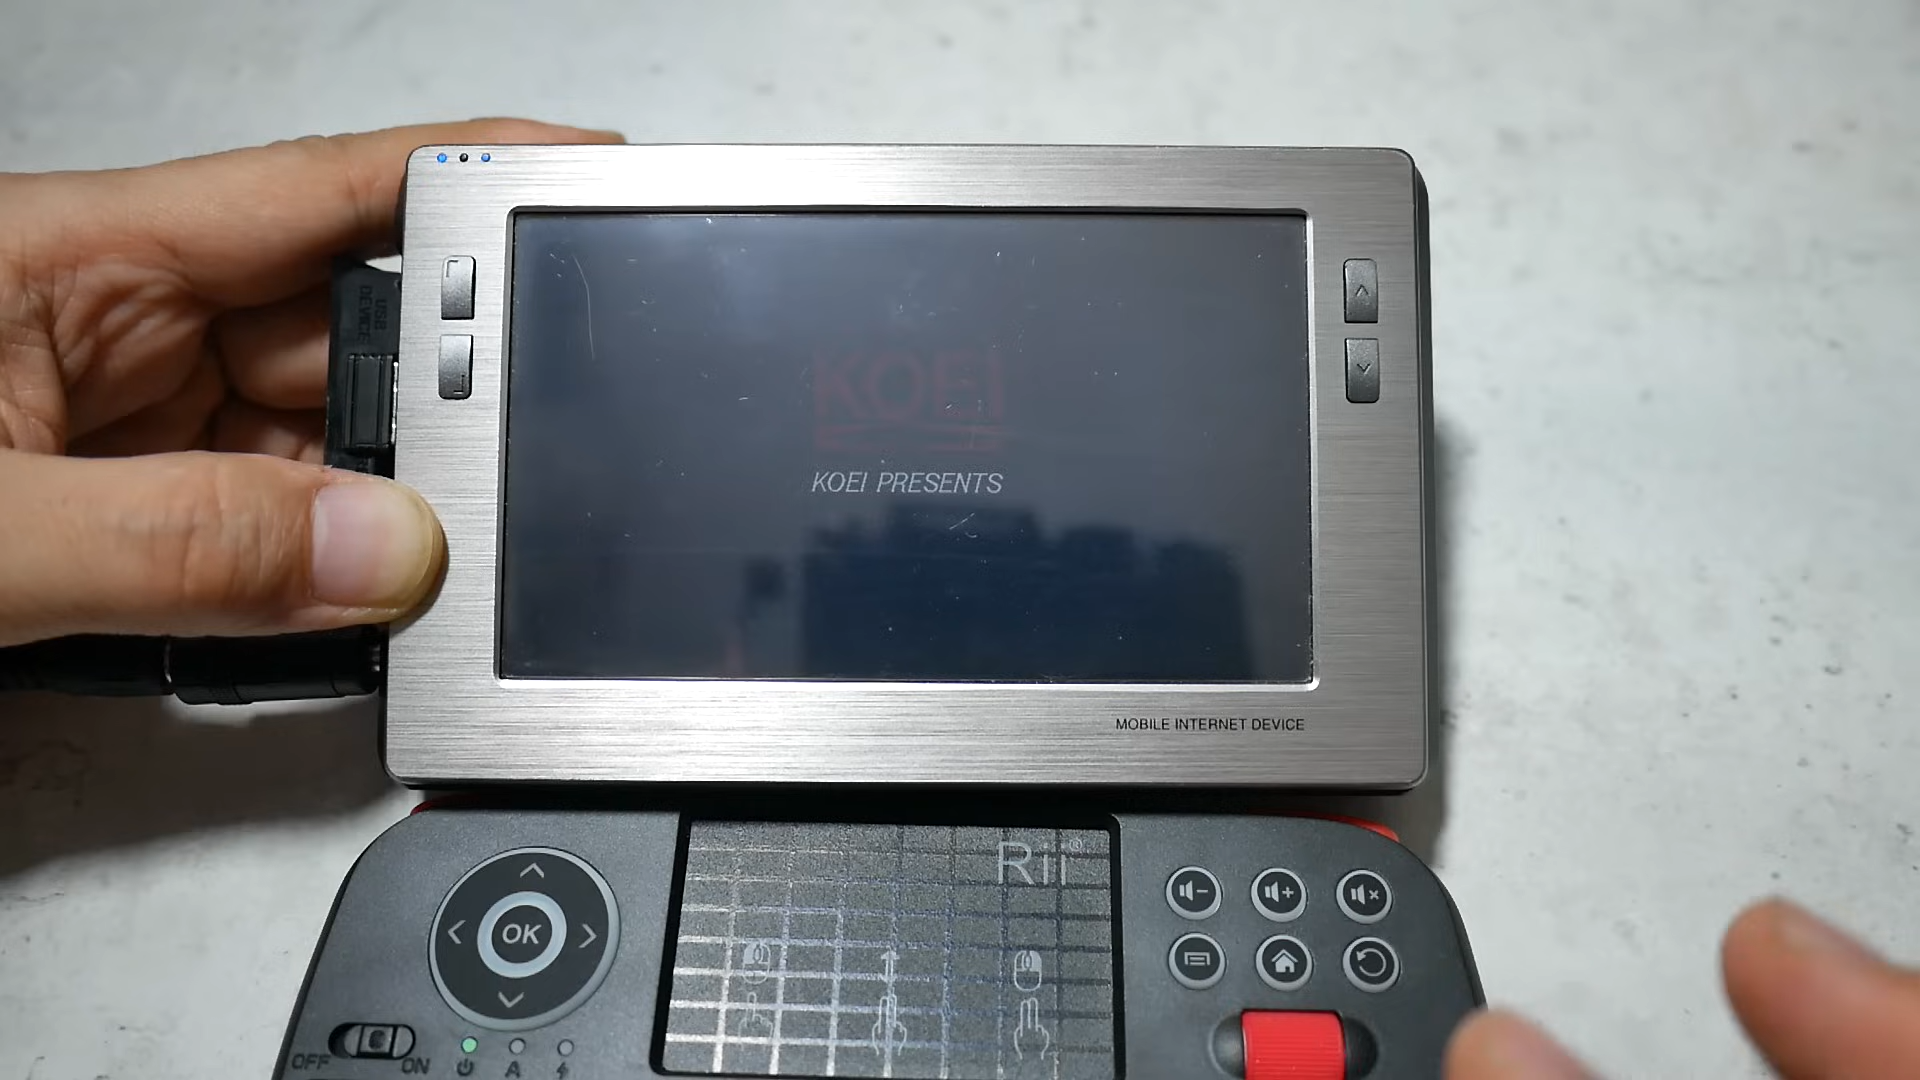 USB
DEVICE
KOEI
KOEI PRESENTS
MOBILE INTERNET DEVICE
Rii®
OK
OFF
ON
A